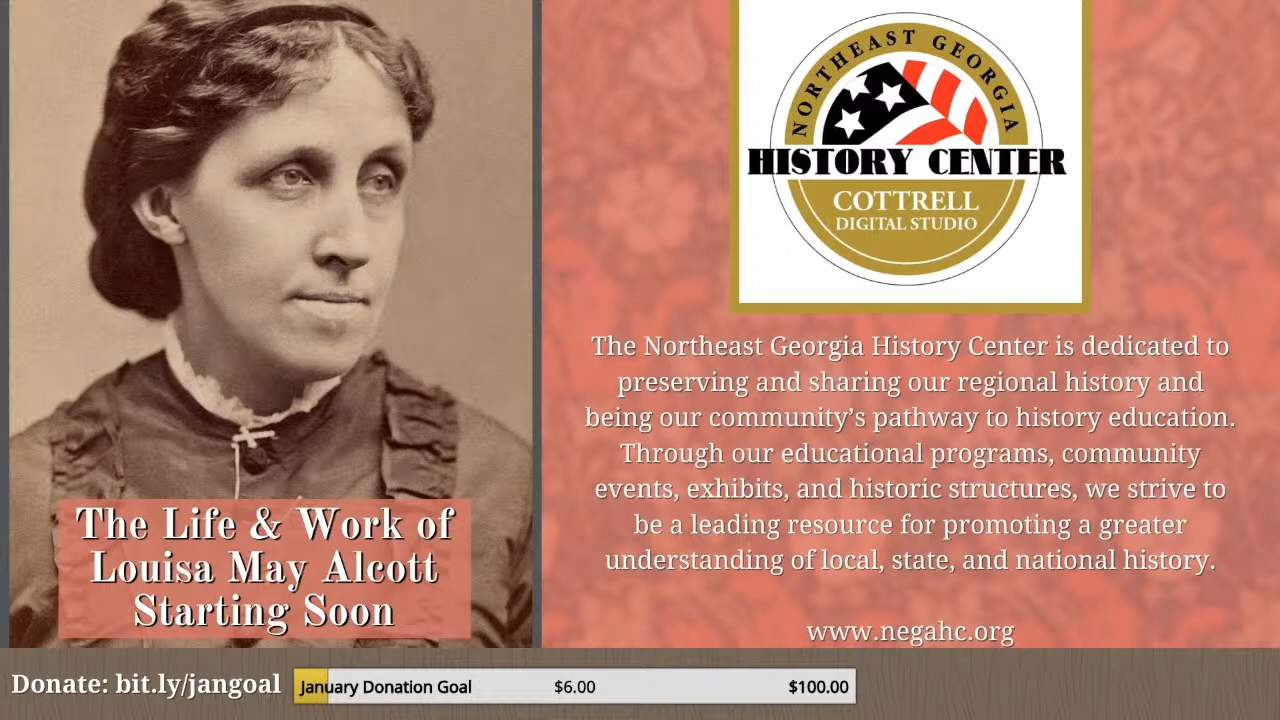 NORTHEAST GEORGIA
HISTORY CENTER
COTTRELL
DIGITAL STUDIO
The Northeast Georgia History Center is dedicated to
preserving and sharing our regional history and
being our community’s pathway to history education.
Through our educational programs, community
events, exhibits, and historic structures, we strive to
be a leading resource for promoting a greater
understanding of local, state, and national history.
www.negahc.org
The Life & Work of
Louisa May Alcott
Starting Soon
Donate: bit.ly/jangoal
January Donation Goal $6.00 $100.00